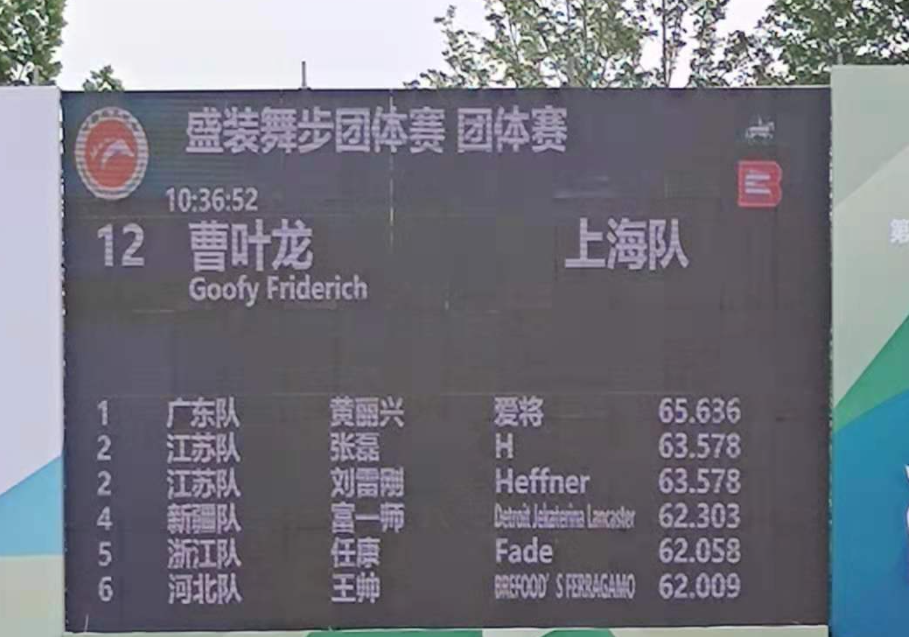 盛装舞步团体赛 团体赛
10:36:52
12 曹叶龙 上海队
Goofy Friderich
1 广东队 黄丽兴 爱将 65.636
2 江苏队 张磊 H 63.578
2 江苏队 刘雷刚 Heffner 63.578
4 新疆队 富一师 Detroit Jekaterina Lancaster 62.303
5 浙江队 任康 Fade 62.058
6 河北队 王帅 BREFOOD'S FERRAGAMO 62.009
第